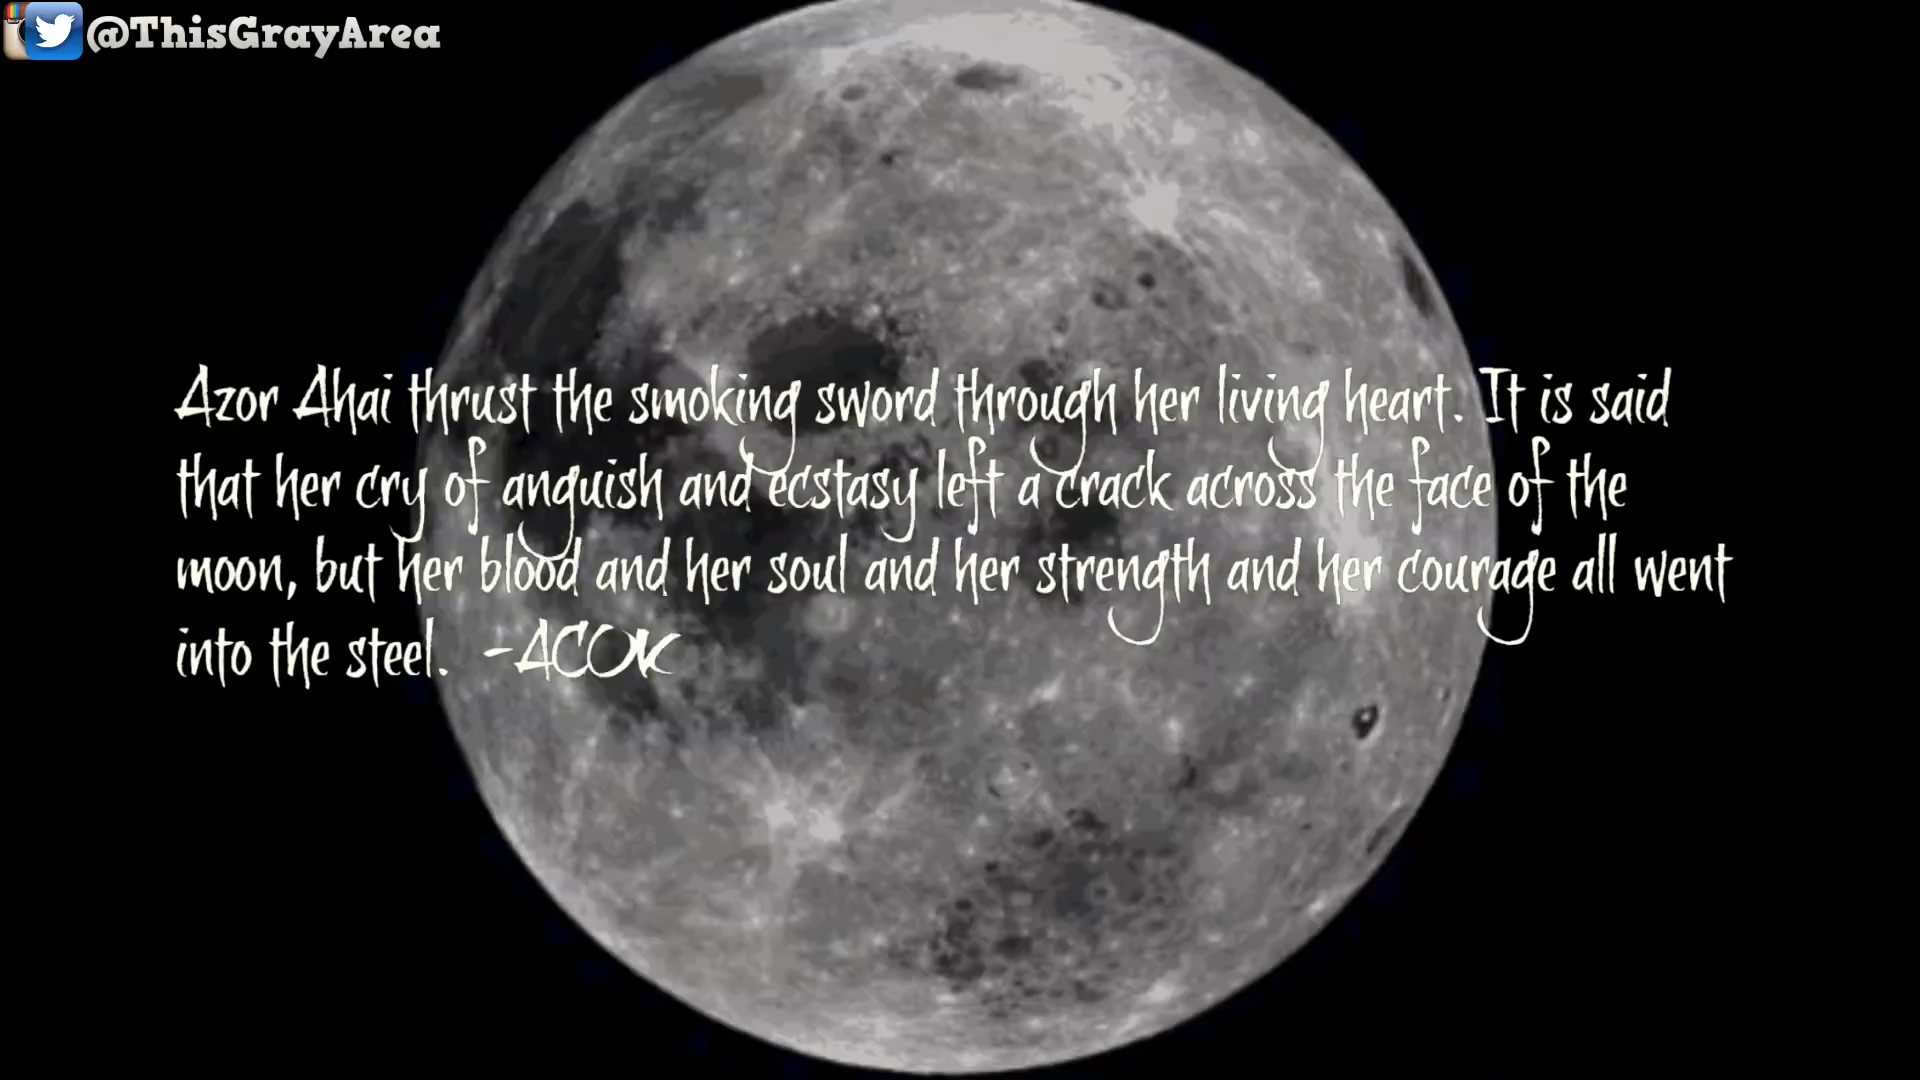 @ThisGrayArea
Azor Ahai thrust the smoking sword through her living heart. It is said
that her cry of anguish and ecstasy left a crack across the face of the
moon, but her blood and her soul and her strength and her courage all went
into the steel. -ACOK